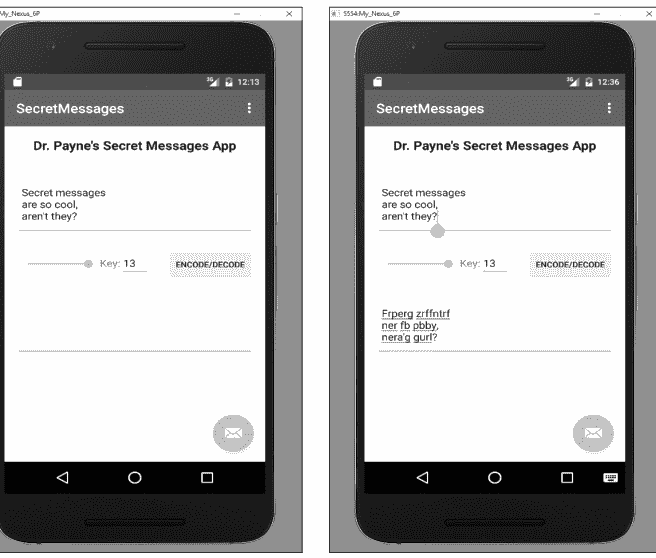 My_Nexus_6P
3G
12:13
SecretMessages
Dr. Payne's Secret Messages App
Secret messages
are so cool,
aren't they?
Key: 13
ENCODE/DECODE
5554:My_Nexus_6P
3G
12:36
SecretMessages
Dr. Payne's Secret Messages App
Secret messages
are so cool,
aren't they?
Key: 13
ENCODE/DECODE
Frperg zrffntrf
ner fb pbby,
nera'g gurl?